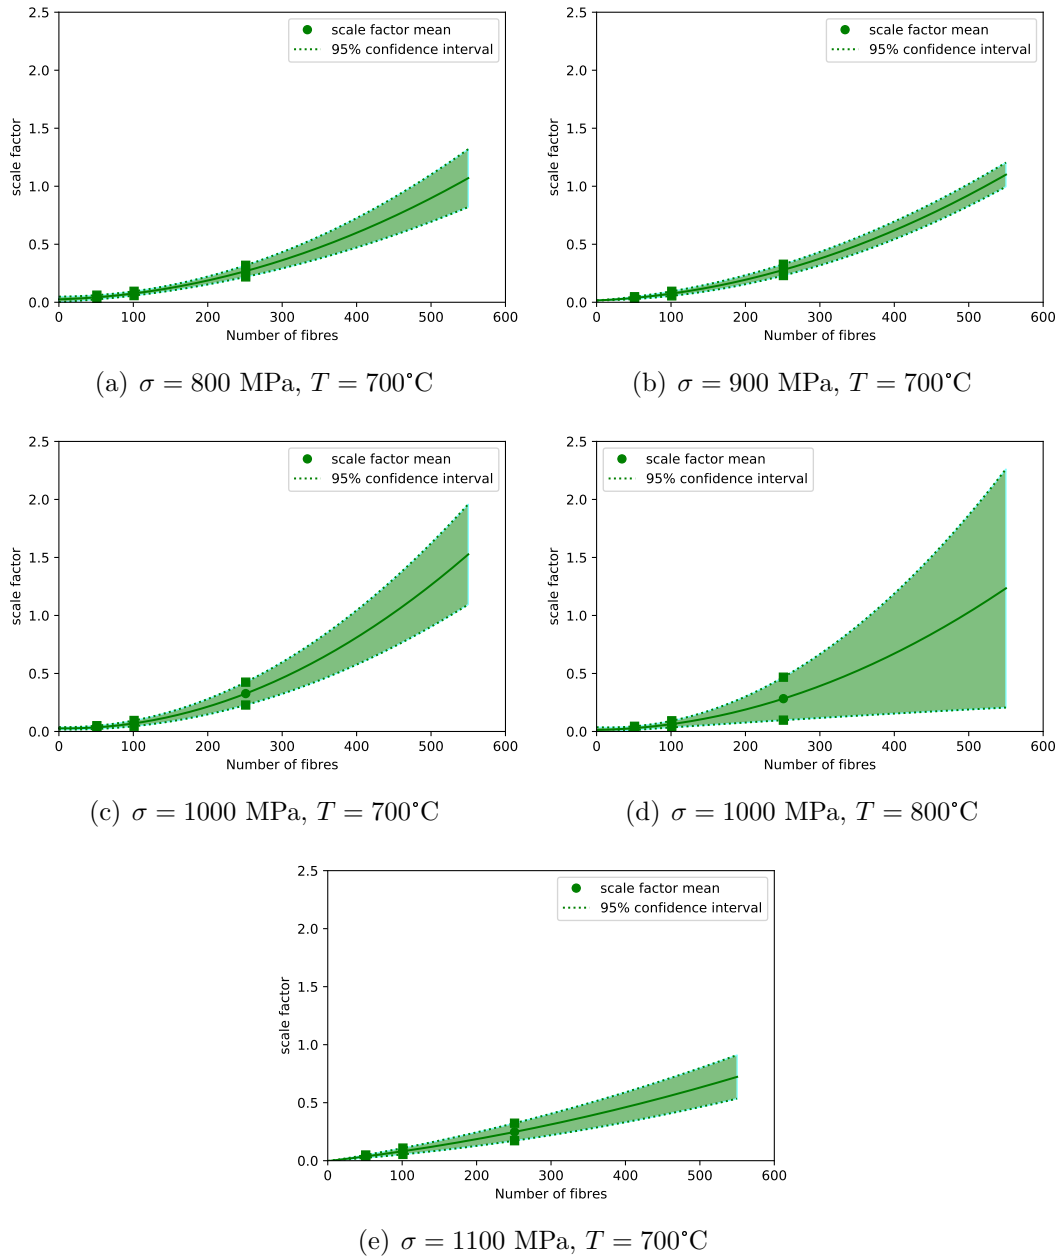 2.5
2.0
1.5
1.0
0.5
0.0
scale factor
scale factor mean
95% confidence interval
0 100 200 300 400 500 600
Number of fibres
(a) σ = 800 MPa, T = 700°C
2.5
2.0
1.5
1.0
0.5
0.0
scale factor
scale factor mean
95% confidence interval
0 100 200 300 400 500 600
Number of fibres
(b) σ = 900 MPa, T = 700°C
2.5
2.0
1.5
1.0
0.5
0.0
scale factor
scale factor mean
95% confidence interval
0 100 200 300 400 500 600
Number of fibres
(c) σ = 1000 MPa, T = 700°C
2.5
2.0
1.5
1.0
0.5
0.0
scale factor
scale factor mean
95% confidence interval
0 100 200 300 400 500 600
Number of fibres
(d) σ = 1000 MPa, T = 800°C
2.5
2.0
1.5
1.0
0.5
0.0
scale factor
scale factor mean
95% confidence interval
0 100 200 300 400 500 600
Number of fibres
(e) σ = 1100 MPa, T = 700°C